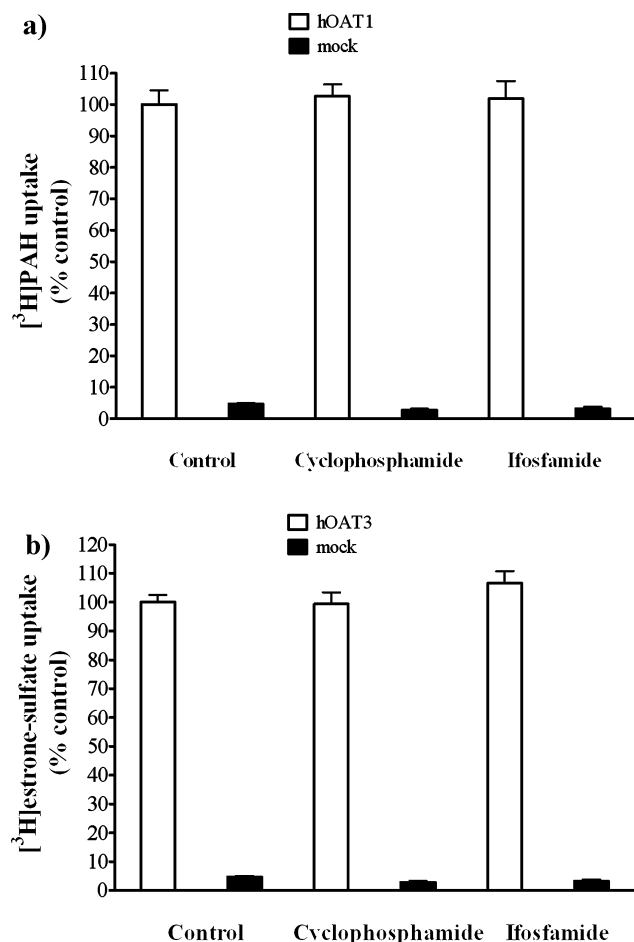 a)
hOAT1
mock
[³H]PAH uptake
(% control)
110
100
90
80
70
60
50
40
30
20
10
0
Control Cyclophosphamide Ifosfamide
b)
hOAT3
mock
[³H]estrone-sulfate uptake
(% control)
120
110
100
90
80
70
60
50
40
30
20
10
0
Control Cyclophosphamide Ifosfamide